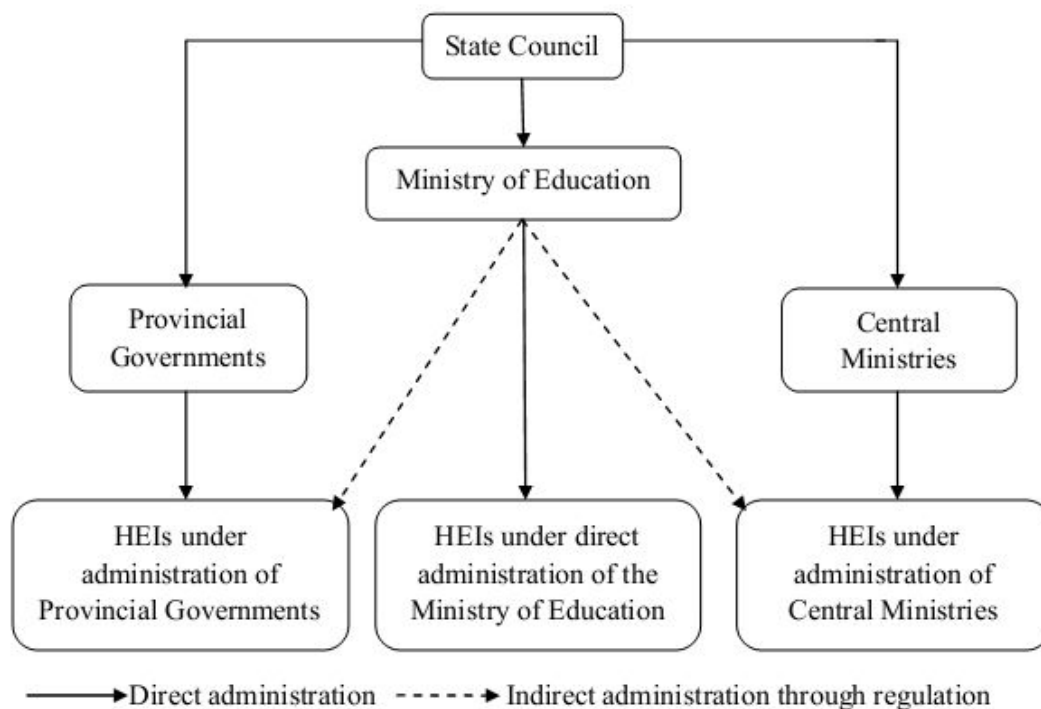 State Council
Ministry of Education
Provincial
Governments
Central
Ministries
HEIs under
administration of
Provincial Governments
HEIs under direct
administration of the
Ministry of Education
HEIs under
administration of
Central Ministries
Direct administration
Indirect administration through regulation